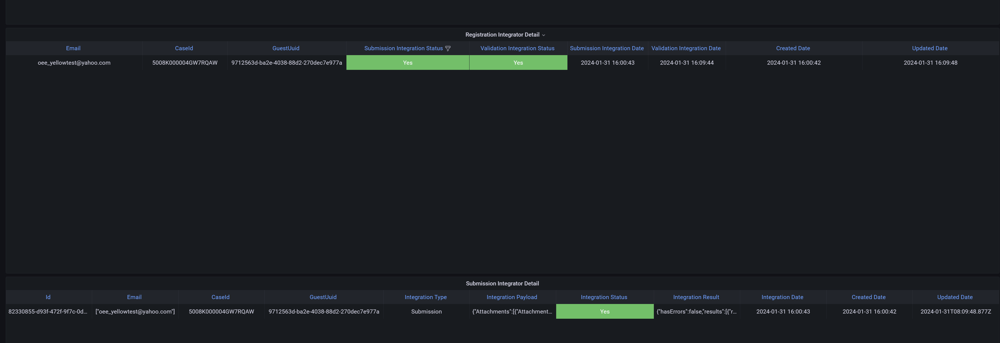 Registration Integrator Detail
Email CaseId GuestUuid Submission Integration Status Validation Integration Status Submission Integration Date Validation Integration Date Created Date Updated Date
oee_yellowtest@yahoo.com 5008K000004GW7RQAW 9712563d-ba2e-4038-88d2-270dec7e977a Yes Yes 2024-01-31 16:00:43 2024-01-31 16:09:44 2024-01-31 16:00:42 2024-01-31 16:09:48
Submission Integrator Detail
Id Email CaseId GuestUuid Integration Type Integration Payload Integration Status Integration Result Integration Date Created Date Updated Date
82330855-d93f-472f-9f7c-0d... ["oee_yellowtest@yahoo.com"] 5008K000004GW7RQAW 9712563d-ba2e-4038-88d2-270dec7e977a Submission {"Attachments":[{"Attachment... Yes {"hasErrors":false,"results":[{"r... 2024-01-31 16:00:43 2024-01-31 16:00:42 2024-01-31T08:09:48.877Z